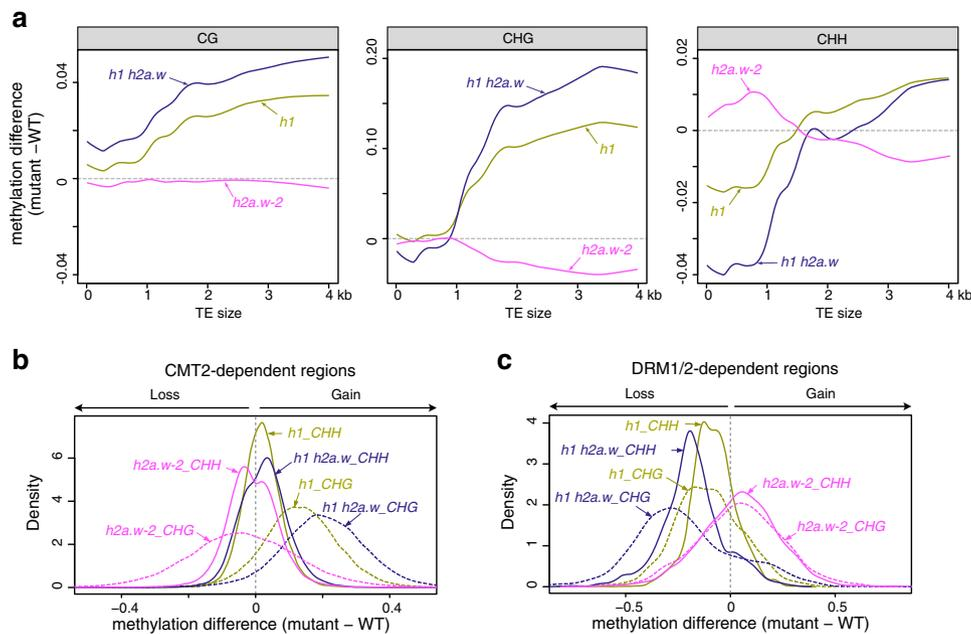 a
CG
CHG
CHH
methylation difference
(mutant –WT)
0.04
0
-0.04
h1 h2a.w
h1
h2a.w-2
0 1 2 3 4 kb
TE size
0.20
0.10
0
h1 h2a.w
h1
h2a.w-2
0 1 2 3 4 kb
TE size
0.02
0
-0.02
-0.04
h2a.w-2
h1
h1 h2a.w
0 1 2 3 4 kb
TE size
b
CMT2-dependent regions
Loss Gain
Density
6
4
2
0
h1_CHH
h2a.w-2_CHH
h1 h2a.w_CHH
h1_CHG
h1 h2a.w_CHG
h2a.w-2_CHG
−0.4 0 0.4
methylation difference (mutant – WT)
c
DRM1/2-dependent regions
Loss Gain
Density
4
3
2
1
0
h1_CHH
h1 h2a.w_CHH
h1_CHG
h1 h2a.w_CHG
h2a.w-2_CHH
h2a.w-2_CHG
−0.5 0 0.5
methylation difference (mutant – WT)